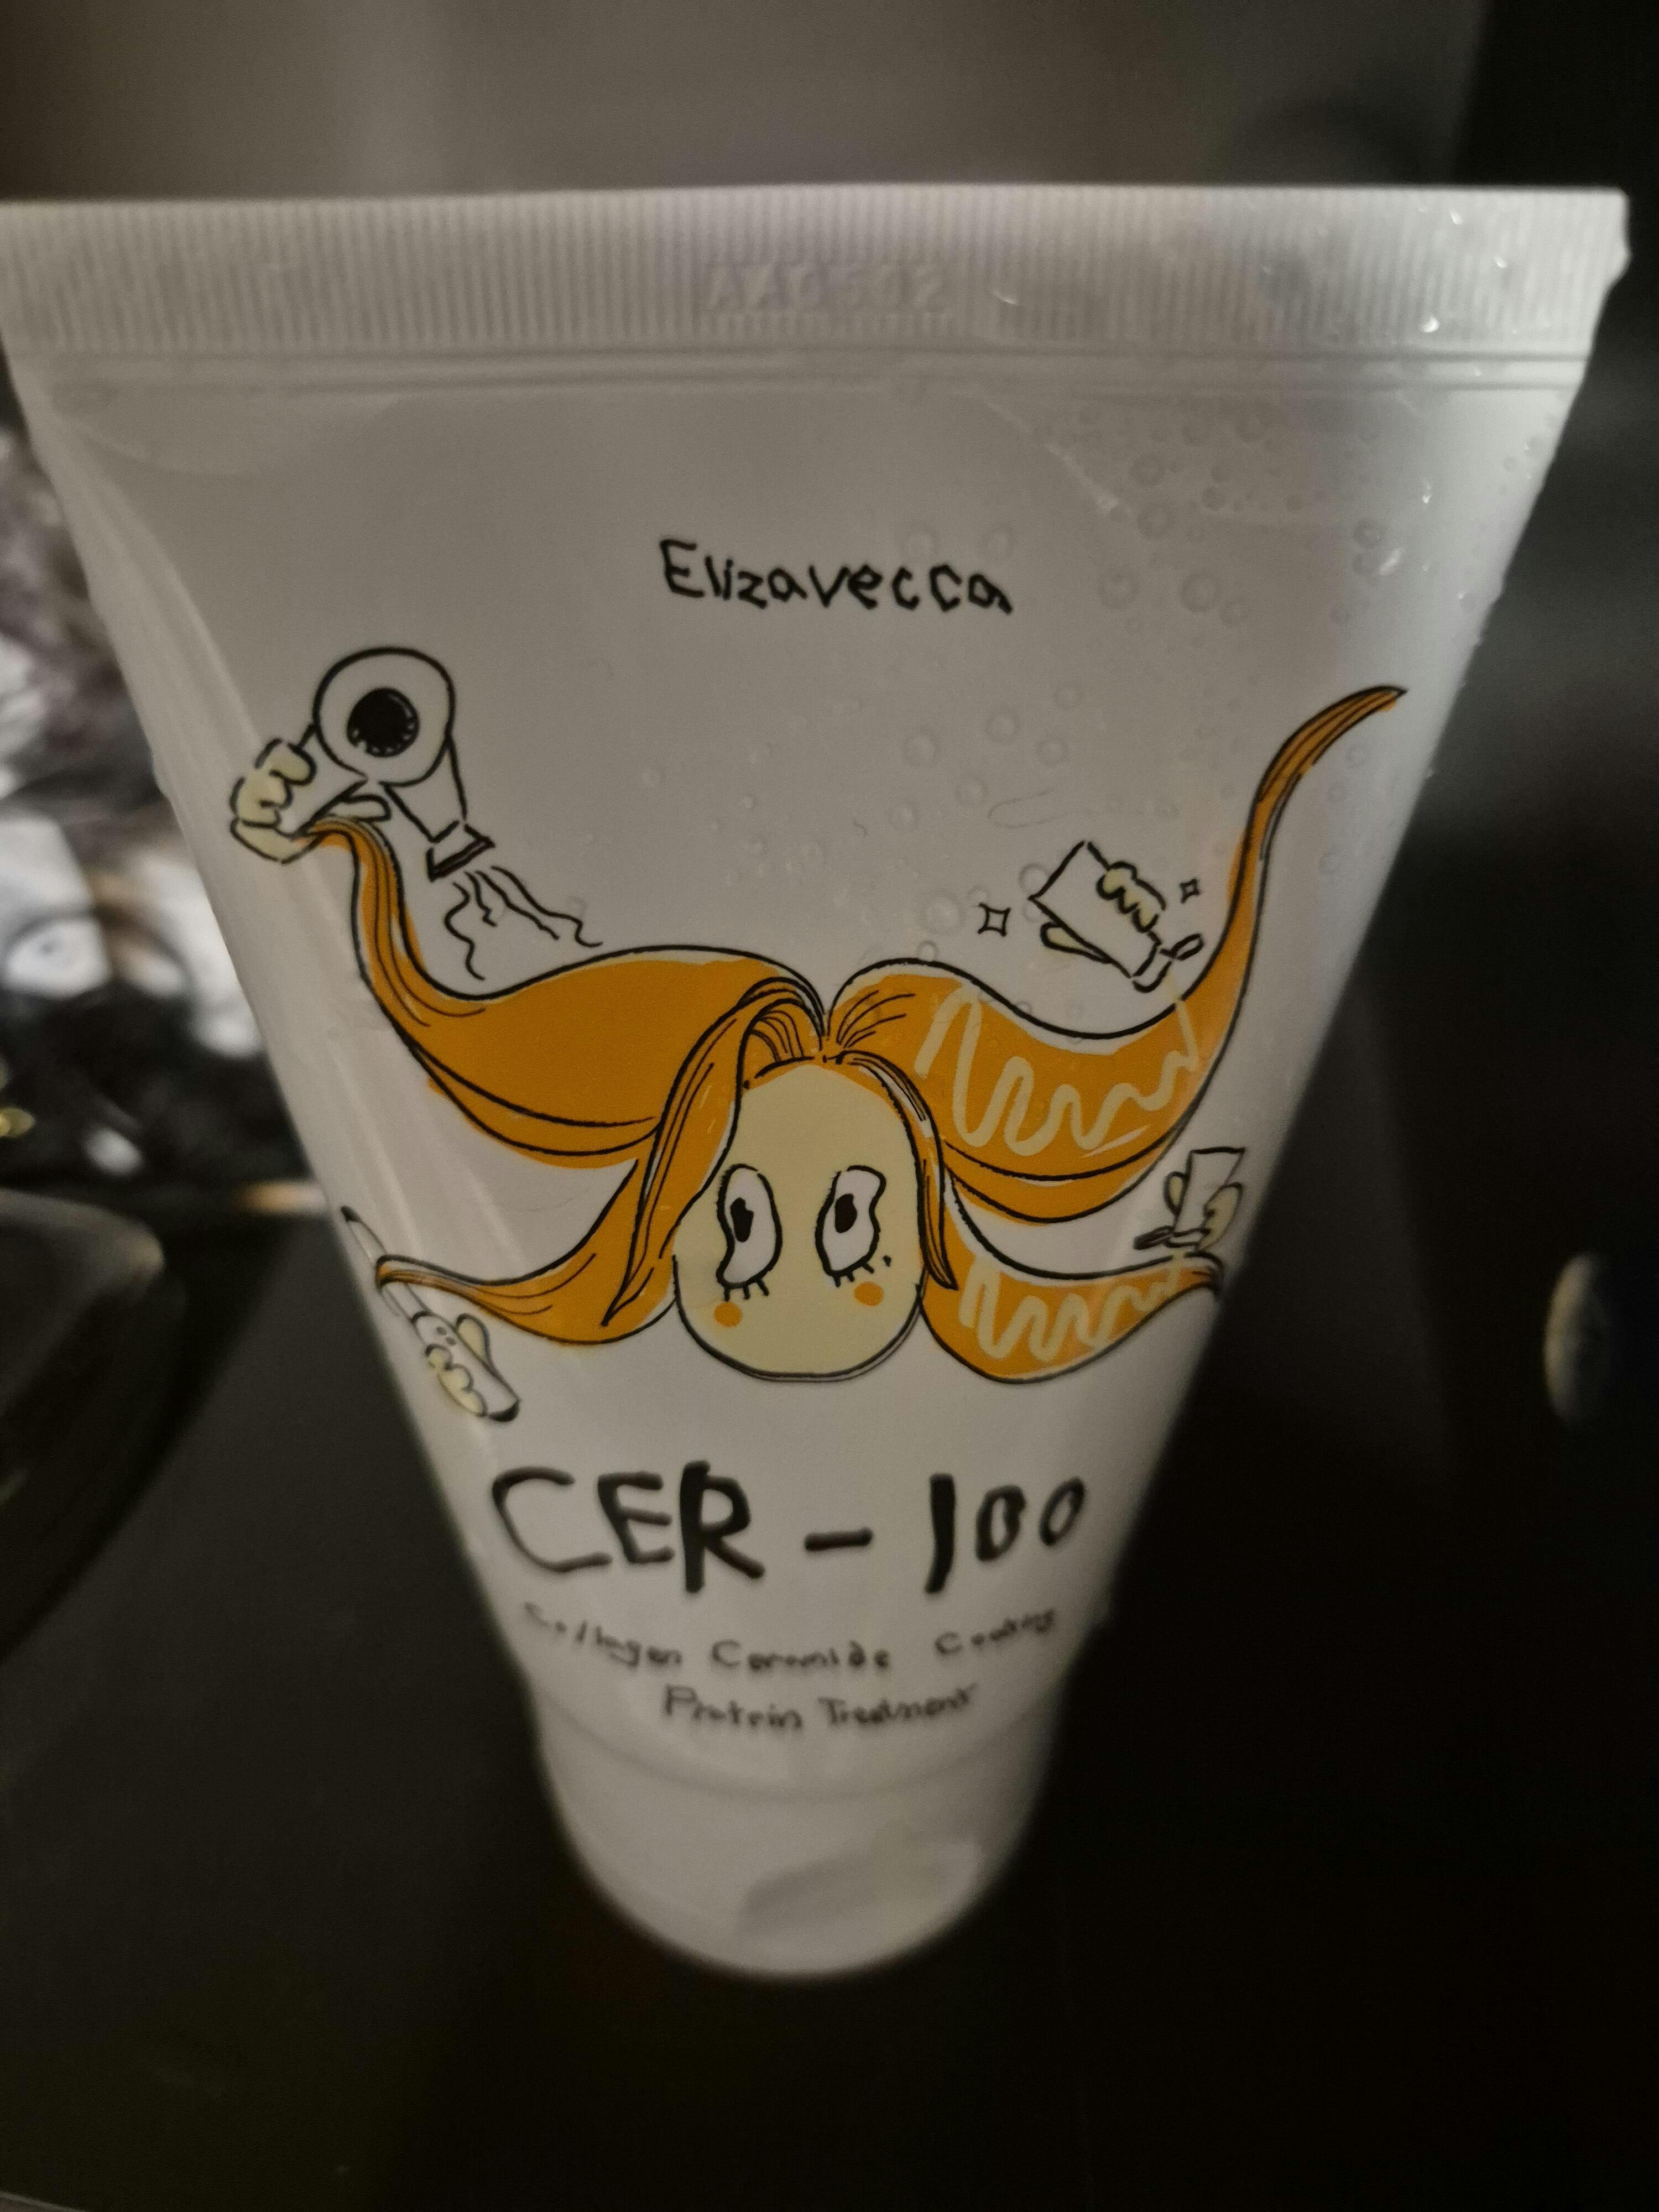 Elizavecca
CER - 100
Collagen Ceramide Coating
Protein Treatment